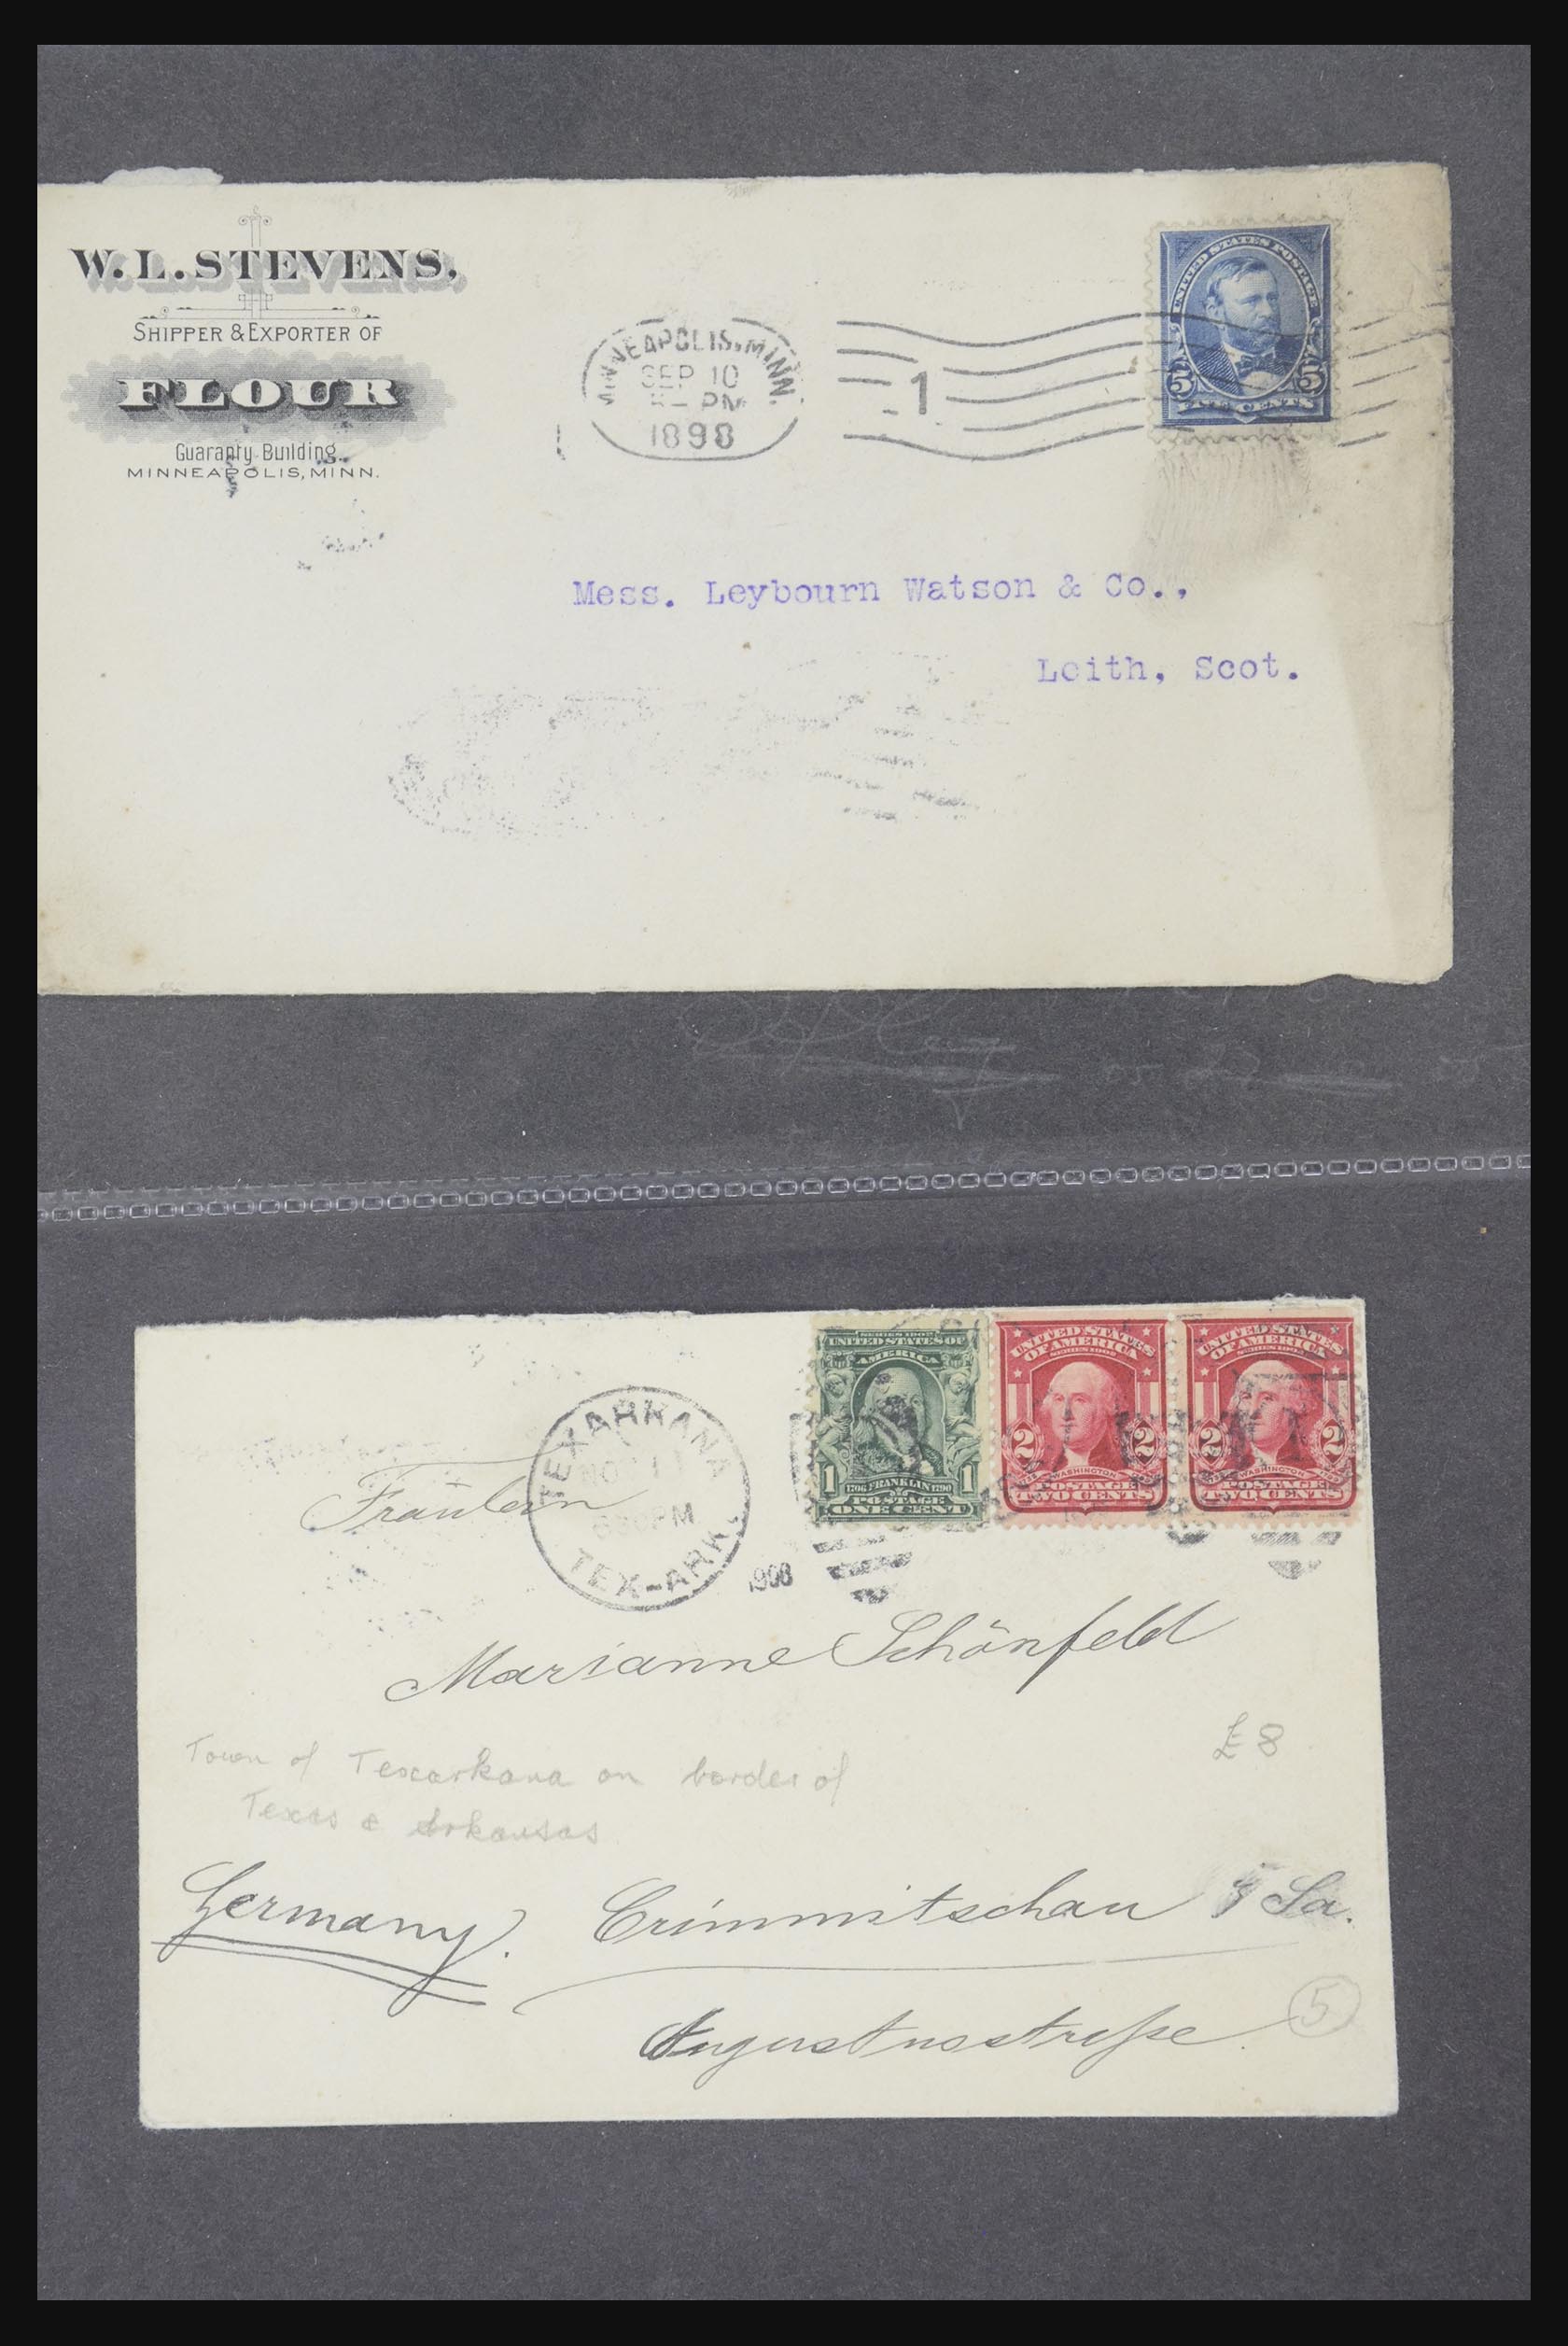 W. L. STEVENS,
SHIPPER & EXPORTER OF
FLOUR
Guaranty Building.
MINNEAPOLIS, MINN.
MINNEAPOLIS, MINN.
SEP 10
PM
1898
1
UNITED STATES POSTAGE
5 5
FIVE CENTS
Mess. Leybourn Watson & Co.,
Leith, Scot.
SERIES 1902
UNITED STATES OF
AMERICA
1 1
1706 FRANKLIN 1790
POSTAGE
ONE CENT
UNITED STATES
OF AMERICA
SERIES 1902
2 2
WASHINGTON
POSTAGE
TWO CENTS
UNITED STATES
OF AMERICA
SERIES 1902
2 2
WASHINGTON
POSTAGE
TWO CENTS
TEXARKANA
PM
TEX-ARK.
1908
Fräulein
Marianne Schönfeld
£8
Town of Texarkana on border of
Texas & Arkansas
Germany. Crimmitschau i Sa.
Augustusstraße.
5